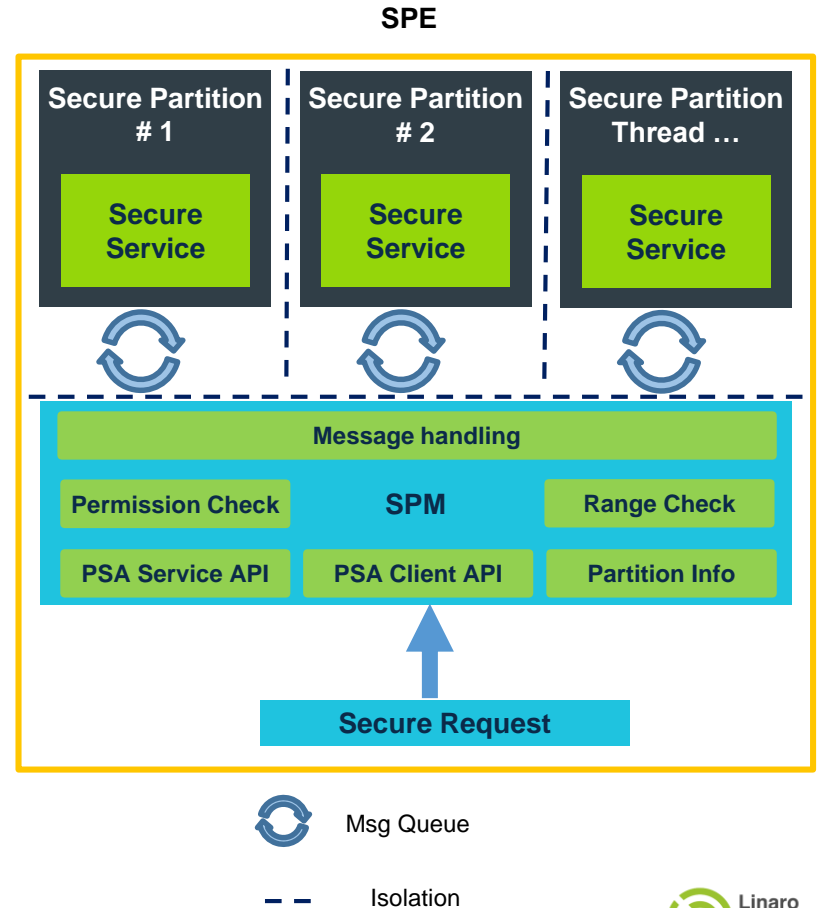 SPE
Secure Partition
# 1
Secure Partition
# 2
Secure Partition
Thread …
Secure
Service
Secure
Service
Secure
Service
Message handling
Permission Check
SPM
Range Check
PSA Service API
PSA Client API
Partition Info
Secure Request
Msg Queue
Isolation
Linaro